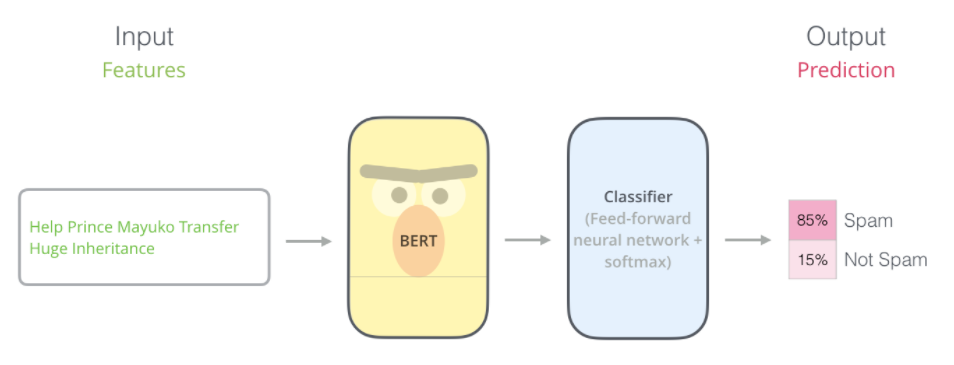 Input
Features
Output
Prediction
Help Prince Mayuko Transfer
Huge Inheritance
BERT
Classifier
(Feed-forward
neural network +
softmax)
85% Spam
15% Not Spam